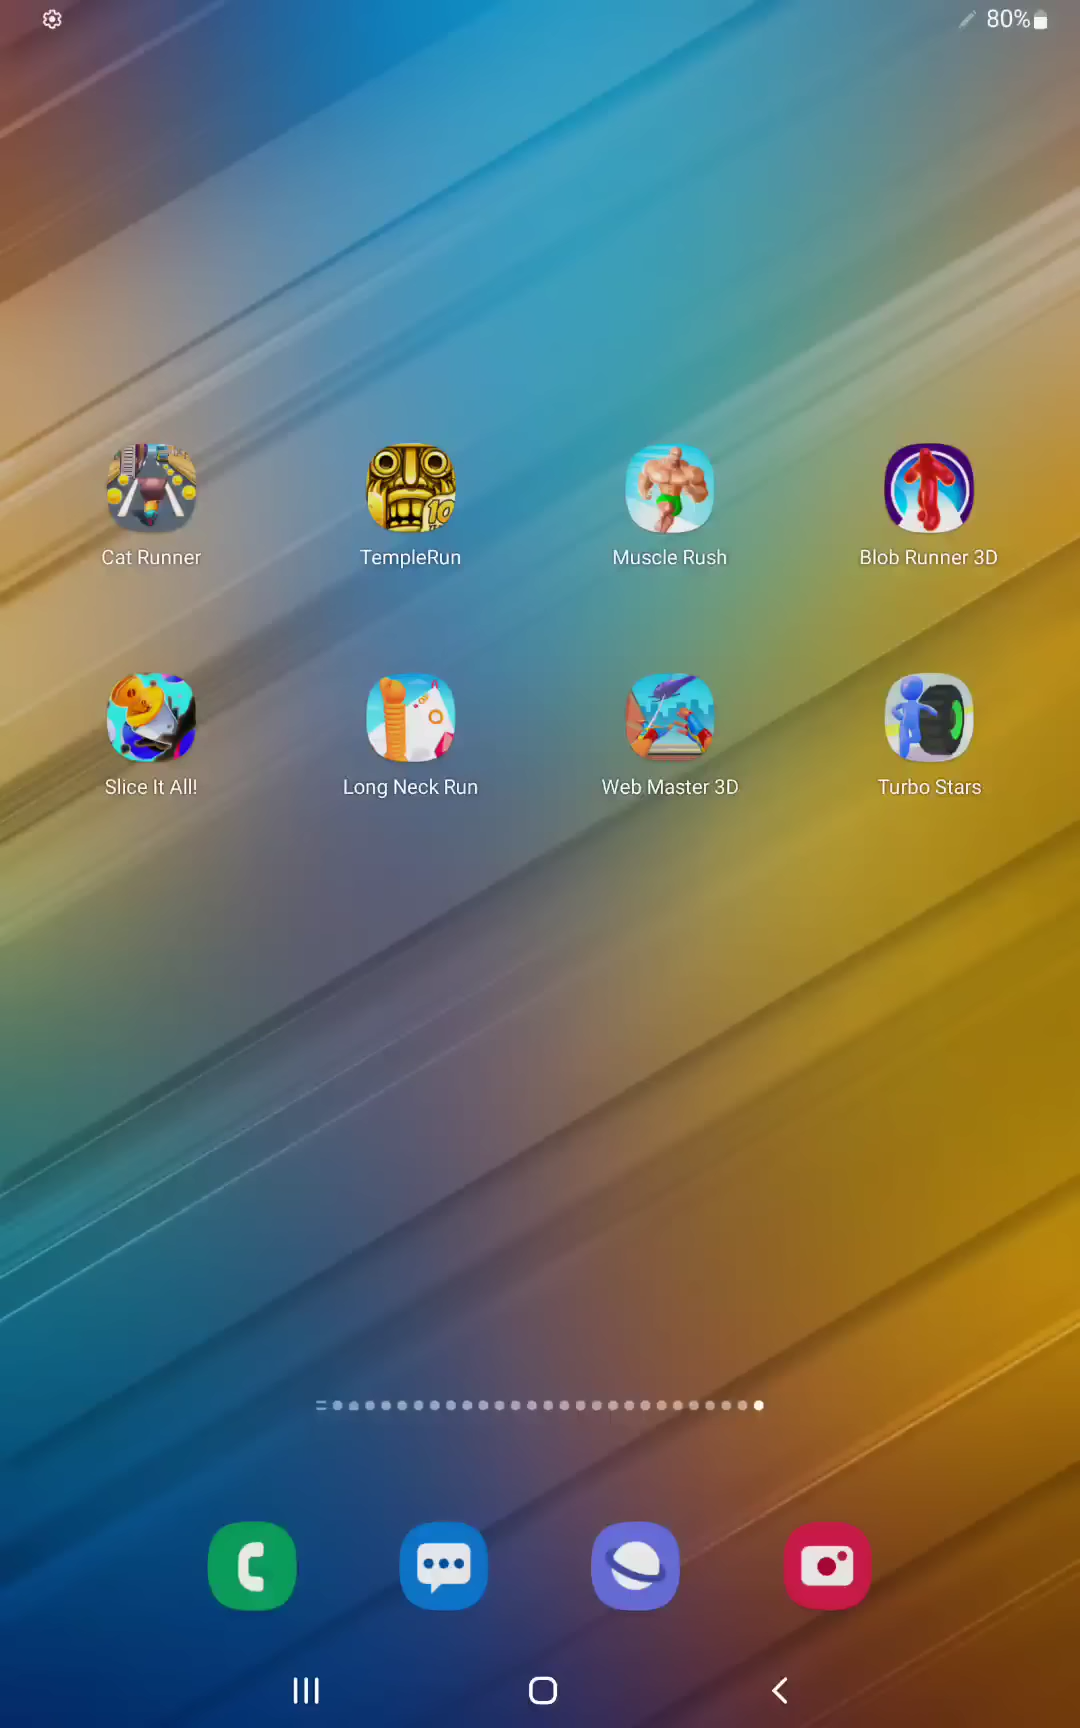 80%
Cat Runner
TempleRun
Muscle Rush
Blob Runner 3D
10
Slice It All!
Long Neck Run
Web Master 3D
Turbo Stars